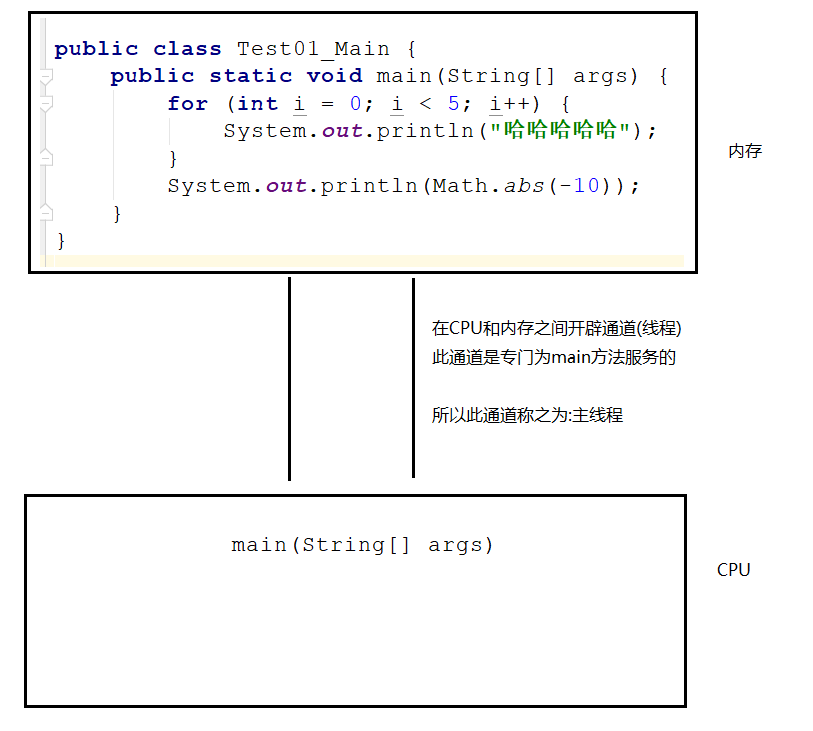 public class Test01_Main {
public static void main(String[] args) {
for (int i = 0; i < 5; i++) {
System.out.println("哈哈哈哈哈");
}
System.out.println(Math.abs(-10));
}
}
内存
在CPU和内存之间开辟通道(线程)
此通道是专门为main方法服务的
所以此通道称之为:主线程
main(String[] args)
CPU